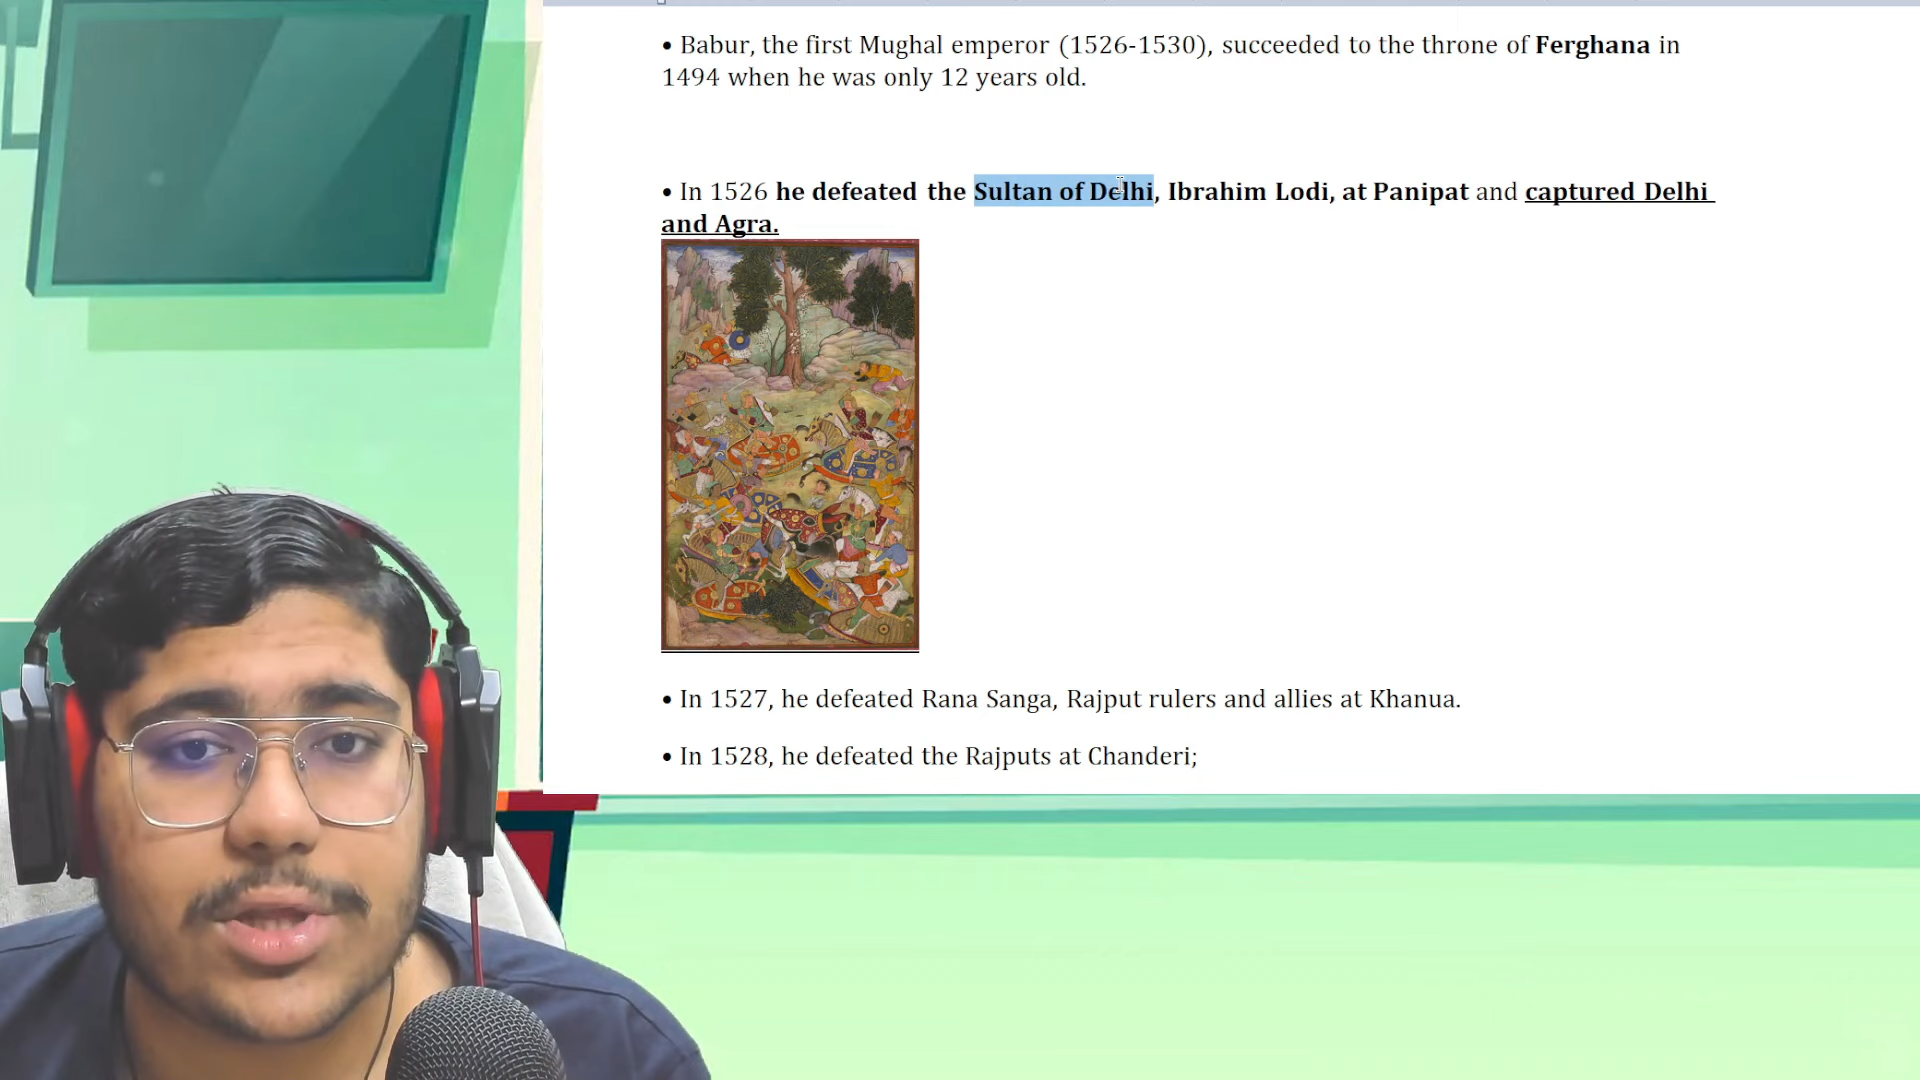 • Babur, the first Mughal emperor (1526-1530), succeeded to the throne of Ferghana in
1494 when he was only 12 years old.
• In 1526 he defeated the Sultan of Delhi, Ibrahim Lodi, at Panipat and captured Delhi
and Agra.
• In 1527, he defeated Rana Sanga, Rajput rulers and allies at Khanua.
• In 1528, he defeated the Rajputs at Chanderi;